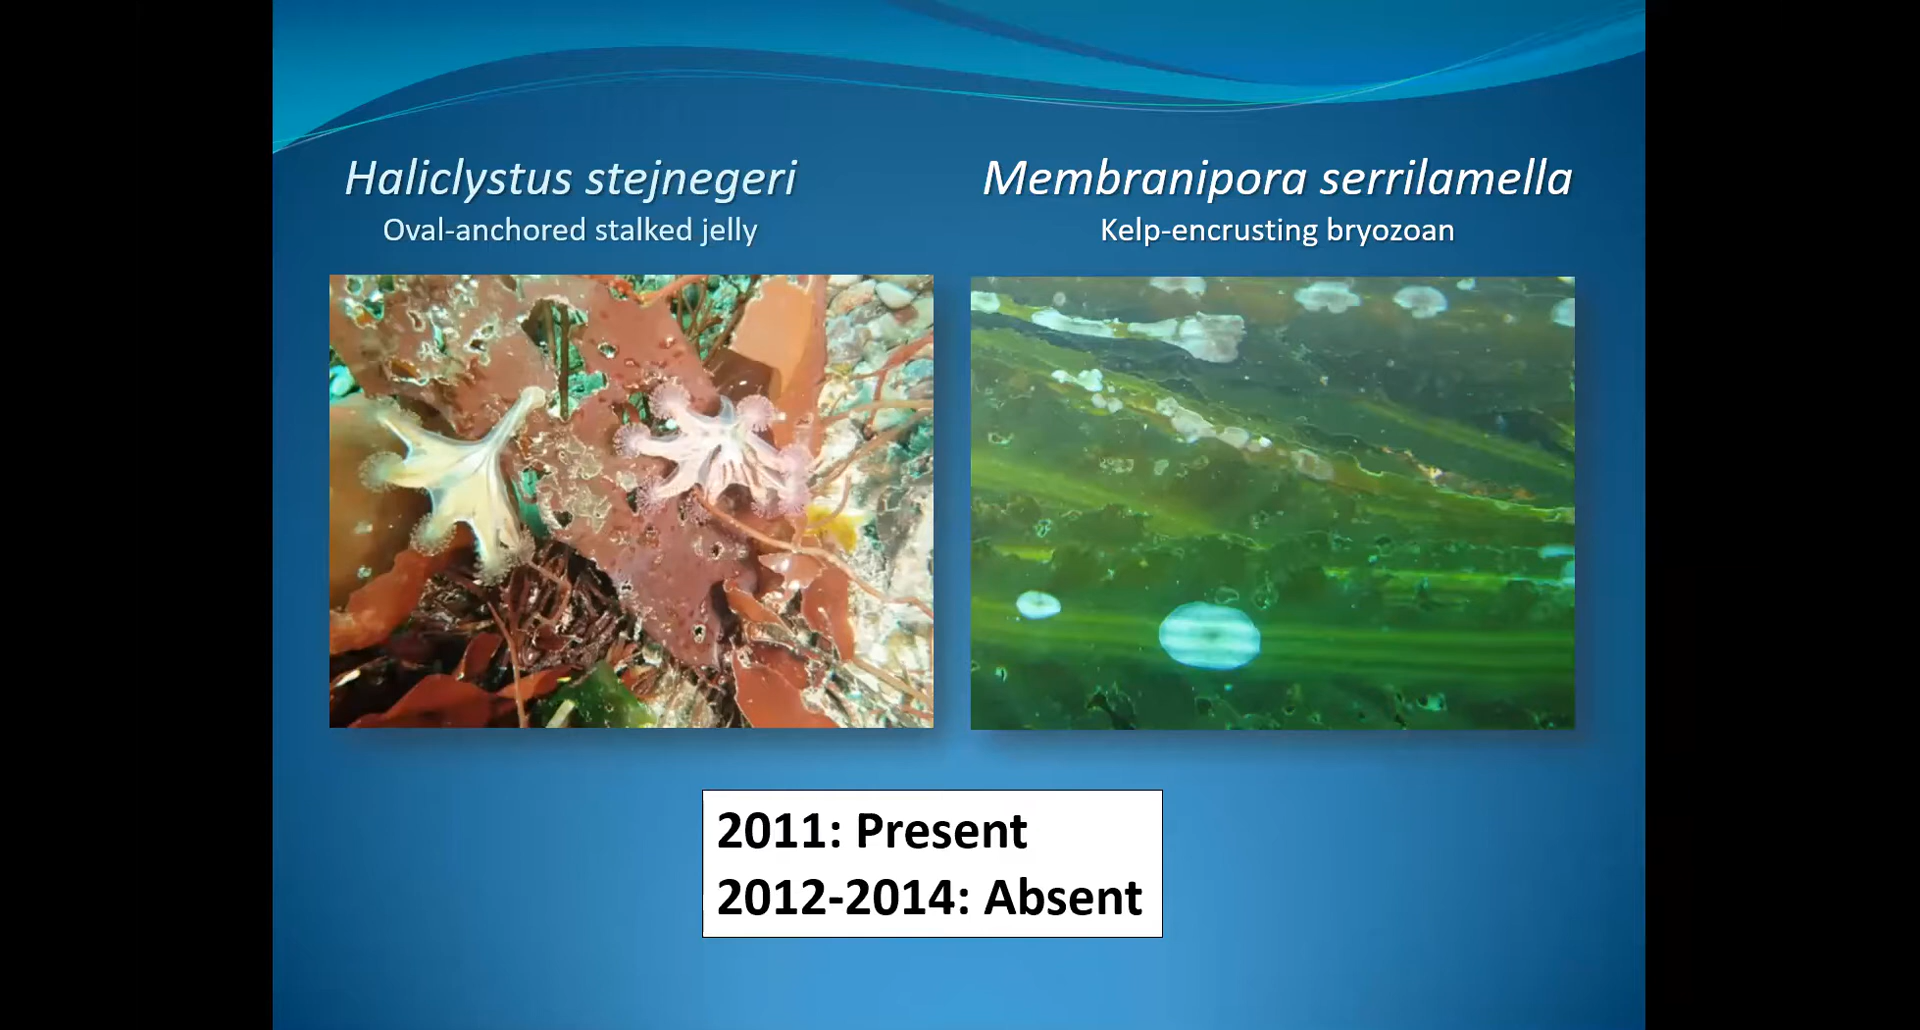 Haliclystus stejnegeri
Oval-anchored stalked jelly
Membranipora serrilamella
Kelp-encrusting bryozoan
2011: Present
2012-2014: Absent